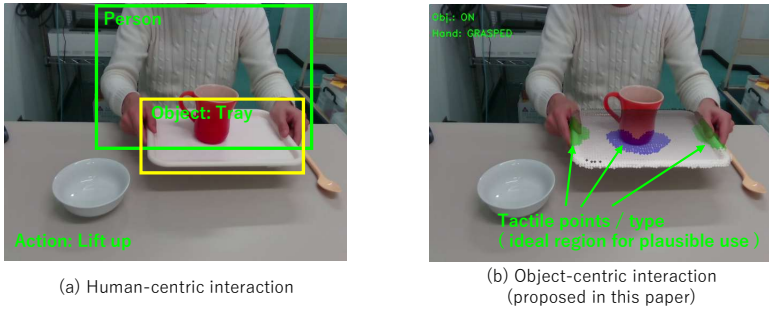 Person
Object: Tray
Action: Lift up
(a) Human-centric interaction
Obj.: ON
Hand: GRASPED
Tactile points / type
( ideal region for plausible use )
(b) Object-centric interaction
(proposed in this paper)